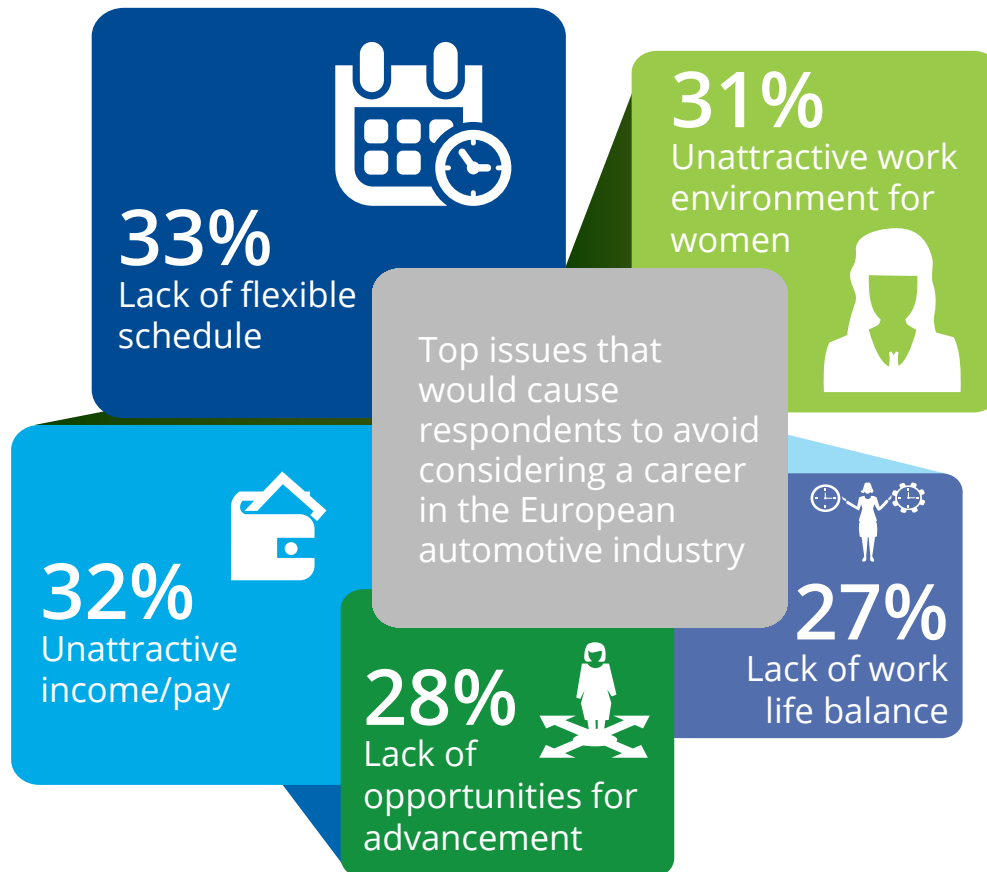 33%
Lack of flexible
schedule
31%
Unattractive work
environment for
women
Top issues that
would cause
respondents to avoid
considering a career
in the European
automotive industry
32%
Unattractive
income/pay
28%
Lack of
opportunities for
advancement
27%
Lack of work
life balance